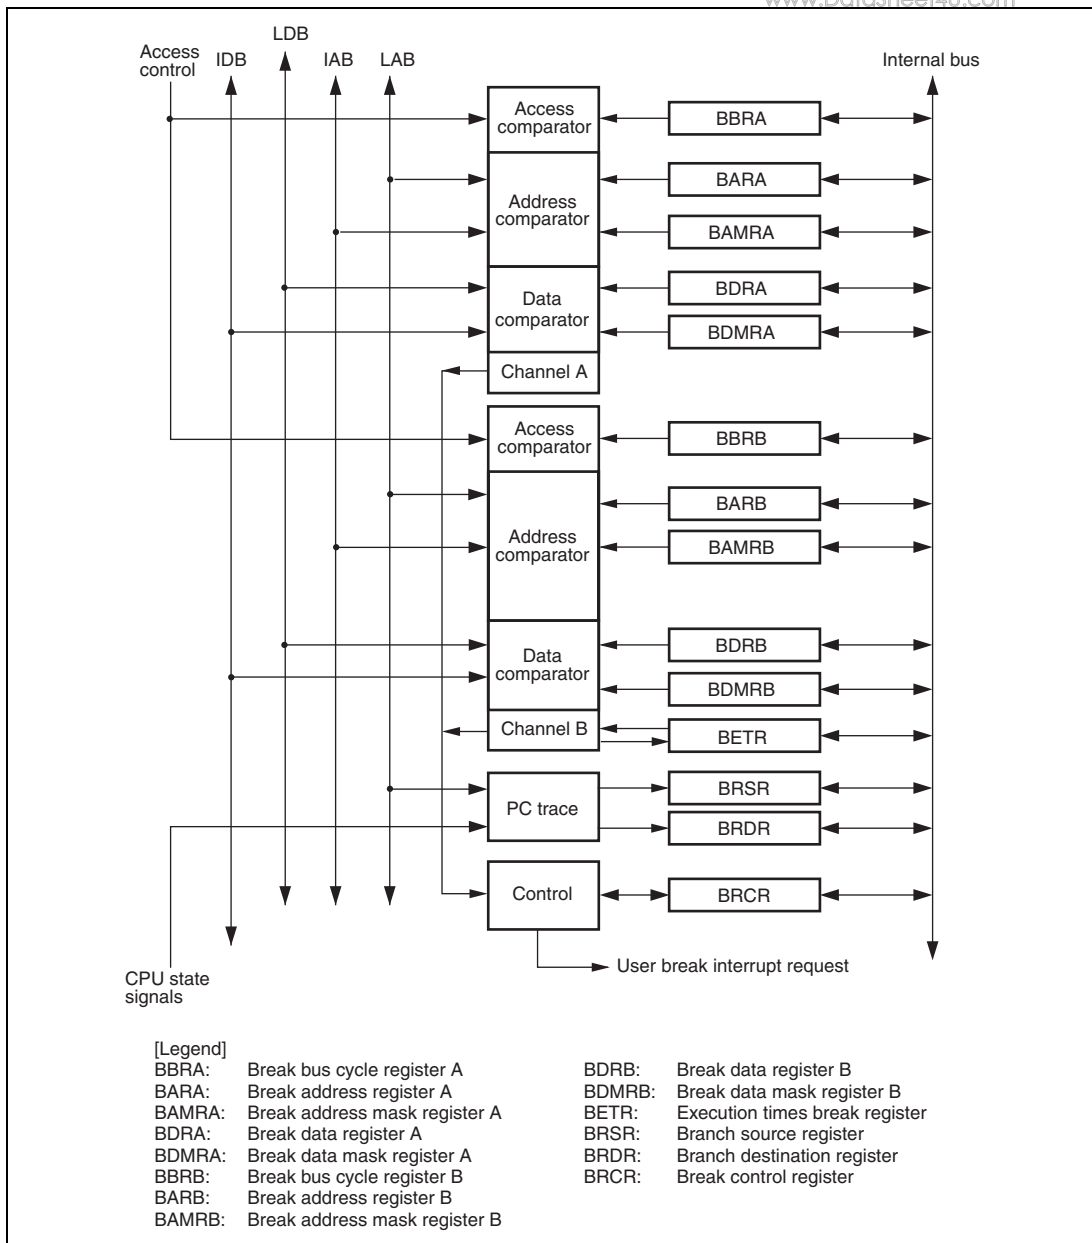 www.DataSheet4U.com
LDB
Access
control
IDB
IAB
LAB
Internal bus
Access
comparator
BBRA
Address
comparator
BARA
BAMRA
Data
comparator
BDRA
BDMRA
Channel A
Access
comparator
BBRB
Address
comparator
BARB
BAMRB
Data
comparator
BDRB
BDMRB
Channel B
BETR
PC trace
BRSR
BRDR
Control
BRCR
User break interrupt request
CPU state
signals
[Legend]
BBRA: Break bus cycle register A
BARA: Break address register A
BAMRA: Break address mask register A
BDRA: Break data register A
BDMRA: Break data mask register A
BBRB: Break bus cycle register B
BARB: Break address register B
BAMRB: Break address mask register B
BDRB: Break data register B
BDMRB: Break data mask register B
BETR: Execution times break register
BRSR: Branch source register
BRDR: Branch destination register
BRCR: Break control register